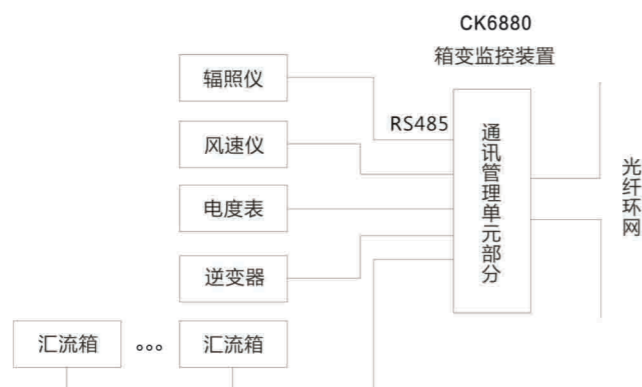 CK6880
箱变监控装置
辐照仪
RS485
风速仪
电度表
逆变器
汇流箱
汇流箱
通讯管理单元部分
光纤环网